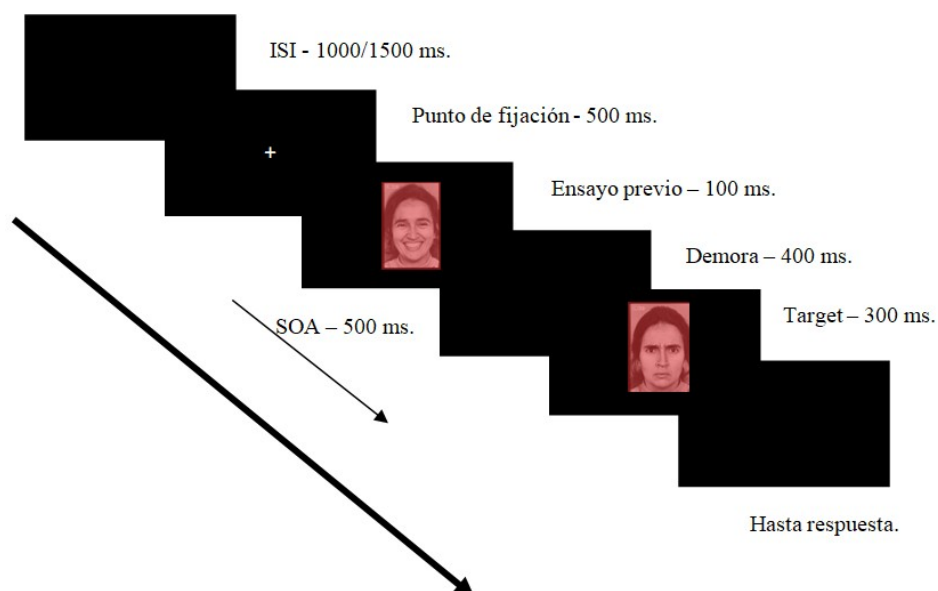 ISI - 1000/1500 ms.
Punto de fijación - 500 ms.
+
Ensayo previo – 100 ms.
Demora – 400 ms.
Target – 300 ms.
SOA – 500 ms.
Hasta respuesta.